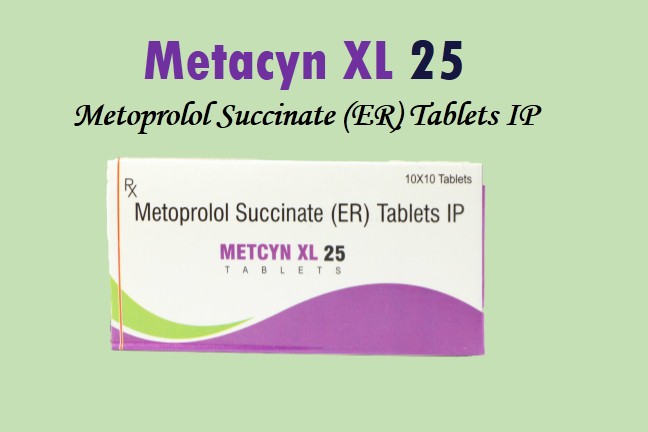 Metacyn XL 25
Metoprolol Succinate (ER) Tablets IP
Rx
10X10 Tablets
Metoprolol Succinate (ER) Tablets IP
METCYN XL 25
TABLETS